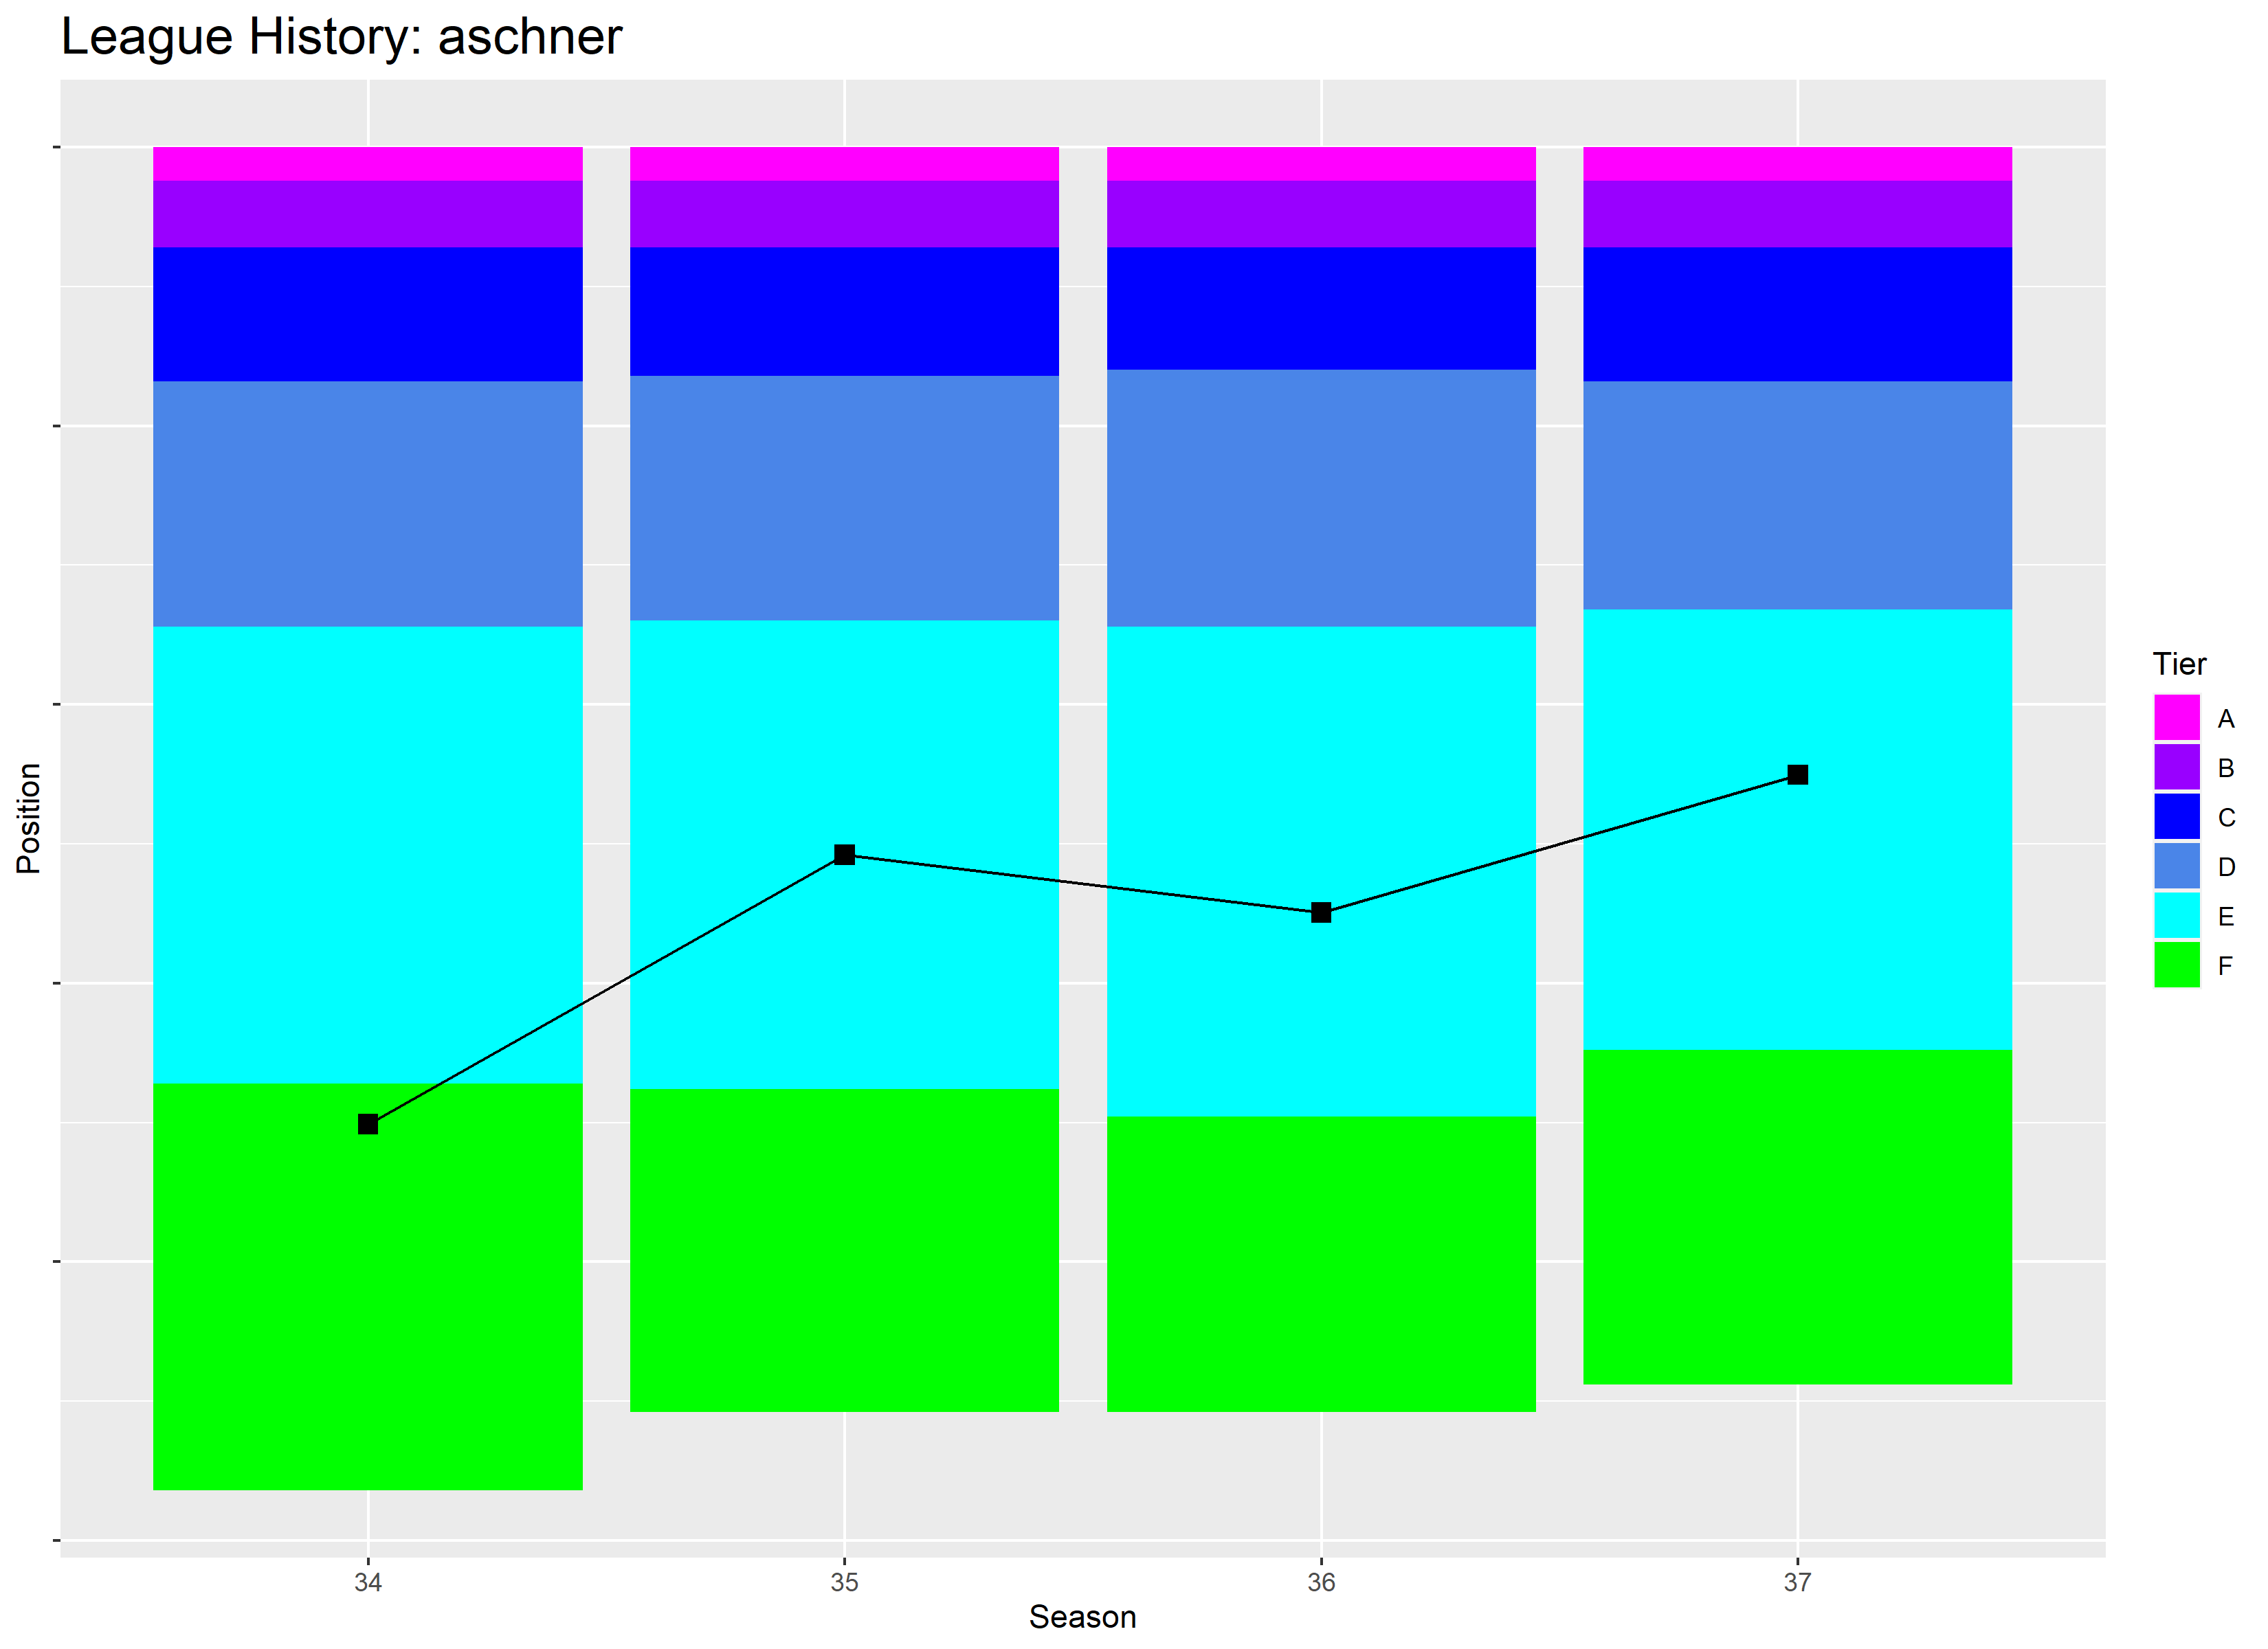 League History: aschner
Position
34
35
36
37
Season
Tier
A
B
C
D
E
F